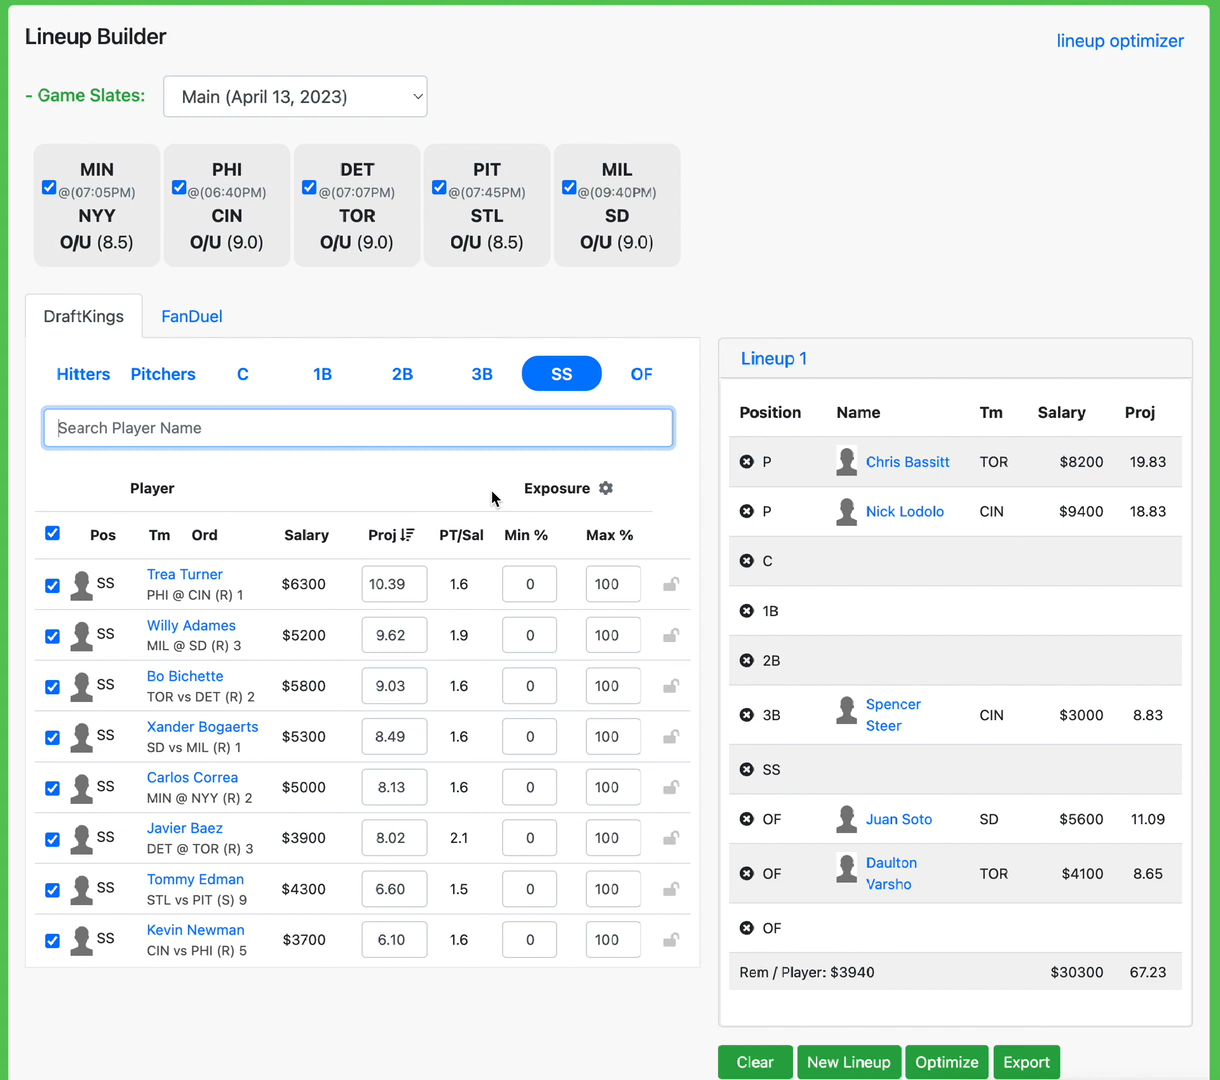 Lineup Builder
lineup optimizer
- Game Slates:
Main (April 13, 2023)
MIN
@(07:05PM)
NYY
O/U (8.5)
PHI
@(06:40PM)
CIN
O/U (9.0)
DET
@(07:07PM)
TOR
O/U (9.0)
PIT
@(07:45PM)
STL
O/U (8.5)
MIL
@(09:40PM)
SD
O/U (9.0)
DraftKings FanDuel
Hitters Pitchers C 1B 2B 3B SS OF
Search Player Name
Player Exposure
Pos Tm Ord Salary Proj PT/Sal Min % Max %
SS Trea Turner $6300 10.39 1.6 0 100
PHI @ CIN (R) 1
SS Willy Adames $5200 9.62 1.9 0 100
MIL @ SD (R) 3
SS Bo Bichette $5800 9.03 1.6 0 100
TOR vs DET (R) 2
SS Xander Bogaerts $5300 8.49 1.6 0 100
SD vs MIL (R) 1
SS Carlos Correa $5000 8.13 1.6 0 100
MIN @ NYY (R) 2
SS Javier Baez $3900 8.02 2.1 0 100
DET @ TOR (R) 3
SS Tommy Edman $4300 6.60 1.5 0 100
STL vs PIT (S) 9
SS Kevin Newman $3700 6.10 1.6 0 100
CIN vs PHI (R) 5
Lineup 1
Position Name Tm Salary Proj
P Chris Bassitt TOR $8200 19.83
P Nick Lodolo CIN $9400 18.83
C
1B
2B
3B Spencer Steer CIN $3000 8.83
SS
OF Juan Soto SD $5600 11.09
OF Daulton Varsho TOR $4100 8.65
OF
Rem / Player: $3940 $30300 67.23
Clear New Lineup Optimize Export